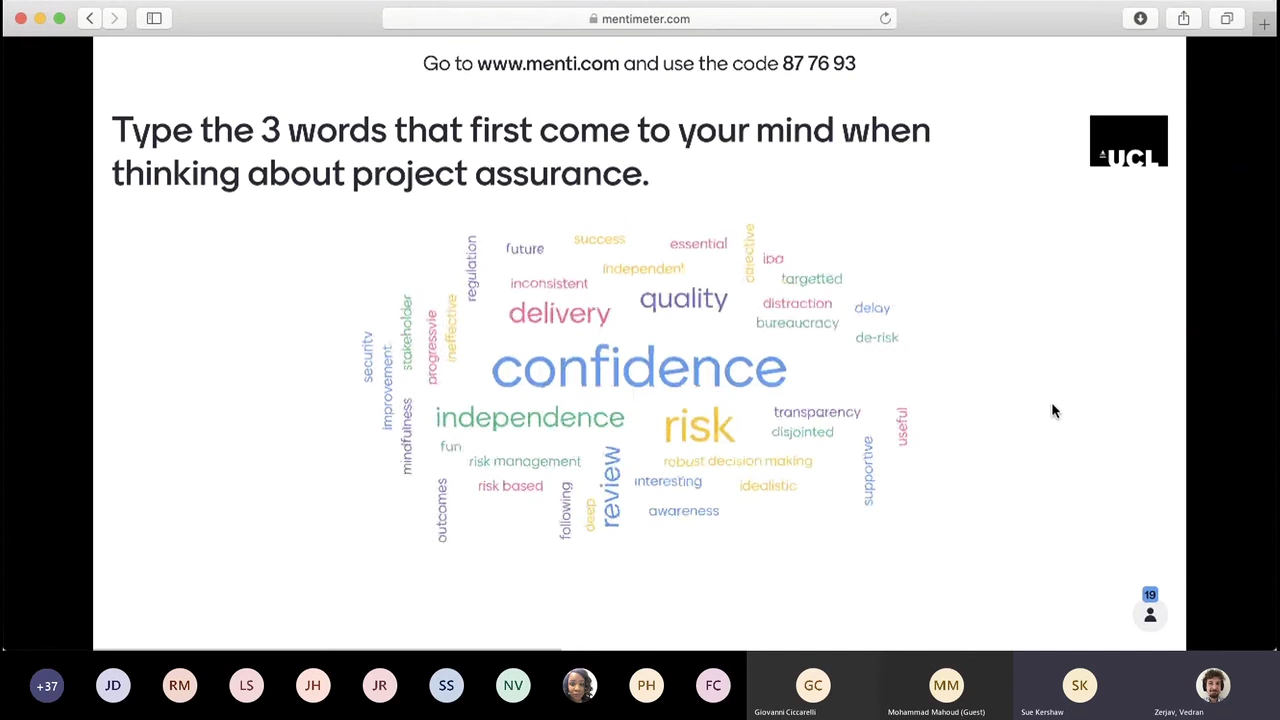 mentimeter.com
Go to www.menti.com and use the code 87 76 93
Type the 3 words that first come to your mind when
thinking about project assurance.
UCL
regulation
future
success
essential
objective
ipa
independent
targetted
inconsistent
delivery
quality
distraction
delay
bureaucracy
de-risk
security
improvement
stakeholder
progressvie
ineffective
confidence
mindfulness
independence
risk
transparency
disjointed
useful
fun
risk management
robust decision making
supportive
risk based
review
interesting
idealistic
outcomes
following
deep
awareness
19
+37
JD
RM
LS
JH
JR
SS
NV
PH
FC
GC
MM
SK
Giovanni Ciccarelli
Mohammad Mahoud (Guest)
Sue Kershaw
Zerjav, Vedran